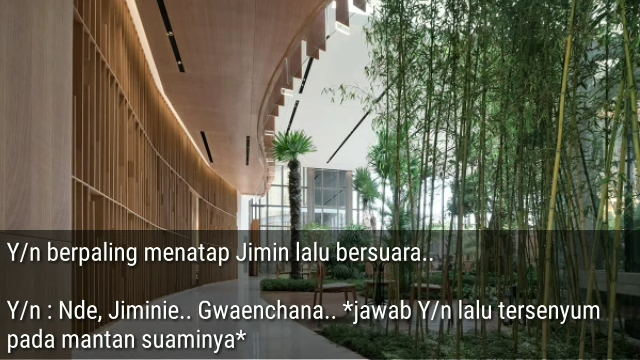 Y/n berpaling menatap Jimin lalu bersuara..
Y/n : Nde, Jiminie.. Gwaenchana.. *jawab Y/n lalu tersenyum
pada mantan suaminya*